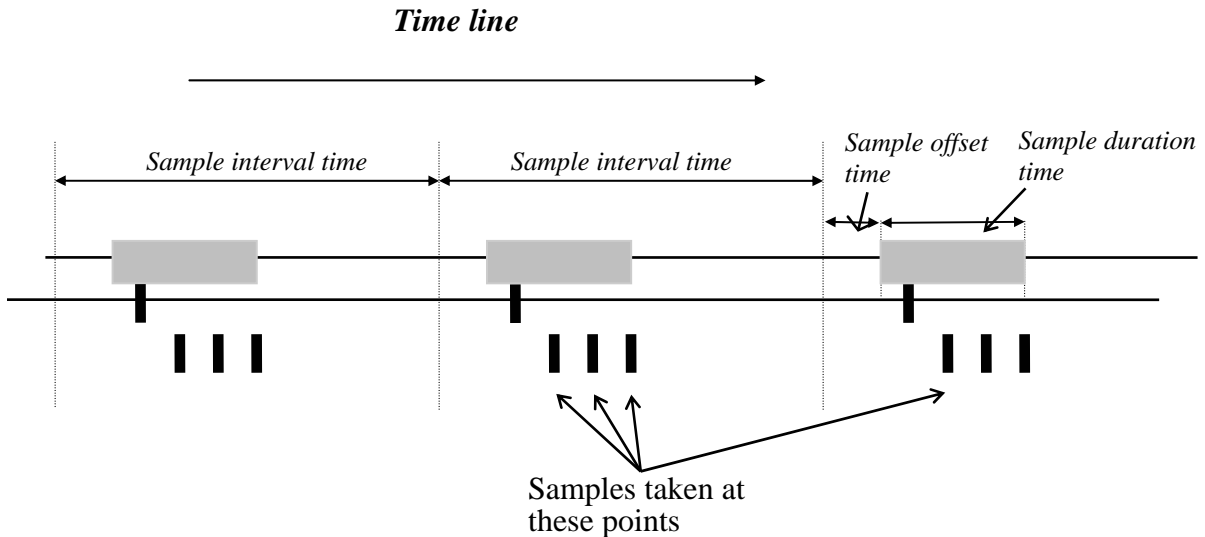 Time line
Sample interval time
Sample interval time
Sample offset
time
Sample duration
time
Samples taken at
these points